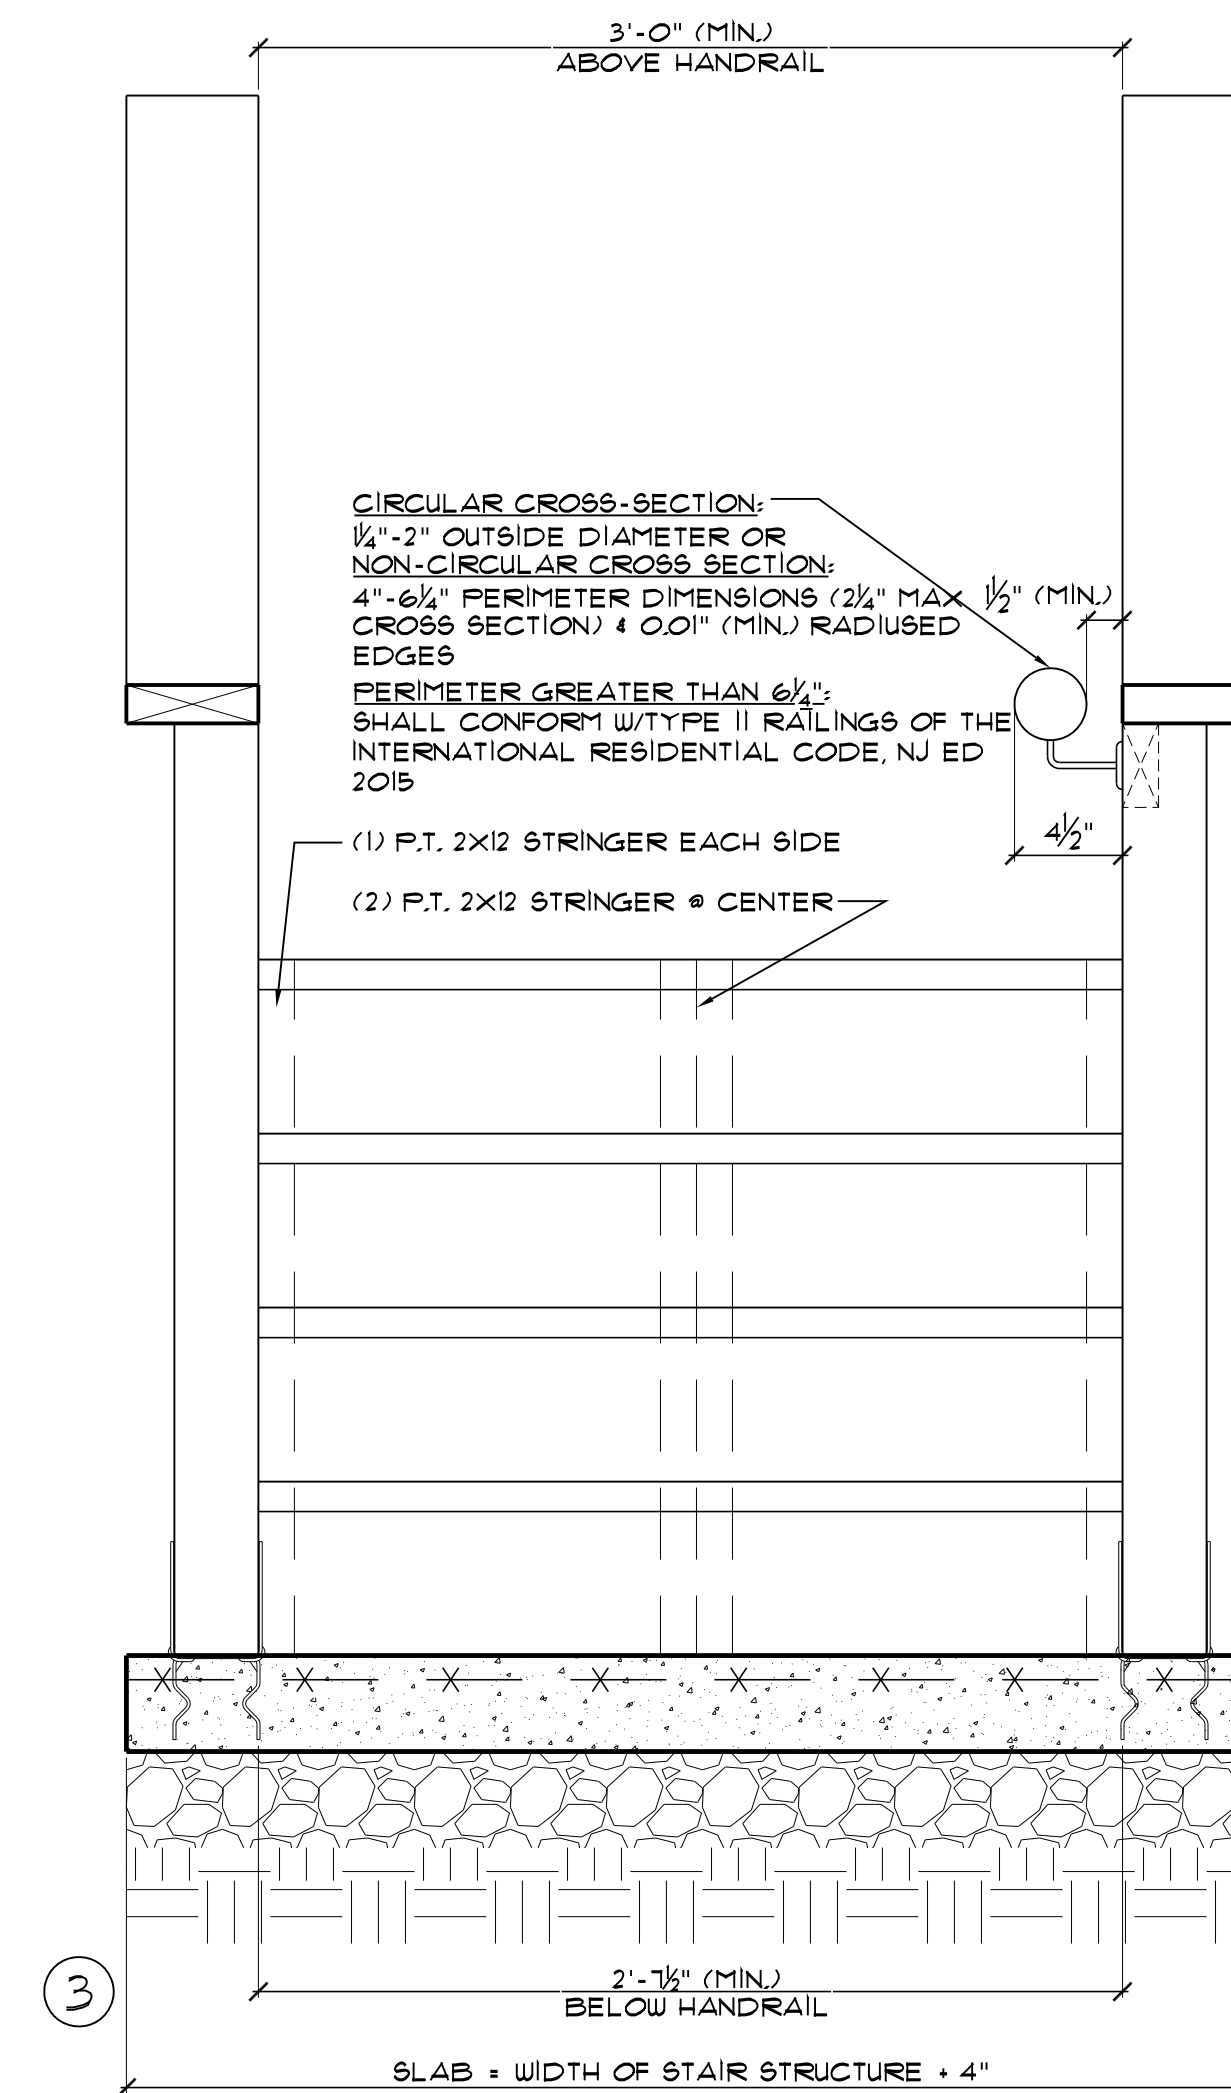 3'-0" (MIN.)
ABOVE HANDRAIL
CIRCULAR CROSS-SECTION:
1¼"-2" OUTSIDE DIAMETER OR
NON-CIRCULAR CROSS SECTION:
4"-6¼" PERIMETER DIMENSIONS (2¼" MAX
CROSS SECTION) & 0.01" (MIN.) RADIUSED
EDGES
1½" (MIN.)
PERIMETER GREATER THAN 6¼":
SHALL CONFORM W/TYPE II RAILINGS OF THE
INTERNATIONAL RESIDENTIAL CODE, NJ ED
2015
4½"
(1) P.T. 2X12 STRINGER EACH SIDE
(2) P.T. 2X12 STRINGER @ CENTER
3
2'-7½" (MIN.)
BELOW HANDRAIL
SLAB = WIDTH OF STAIR STRUCTURE + 4"